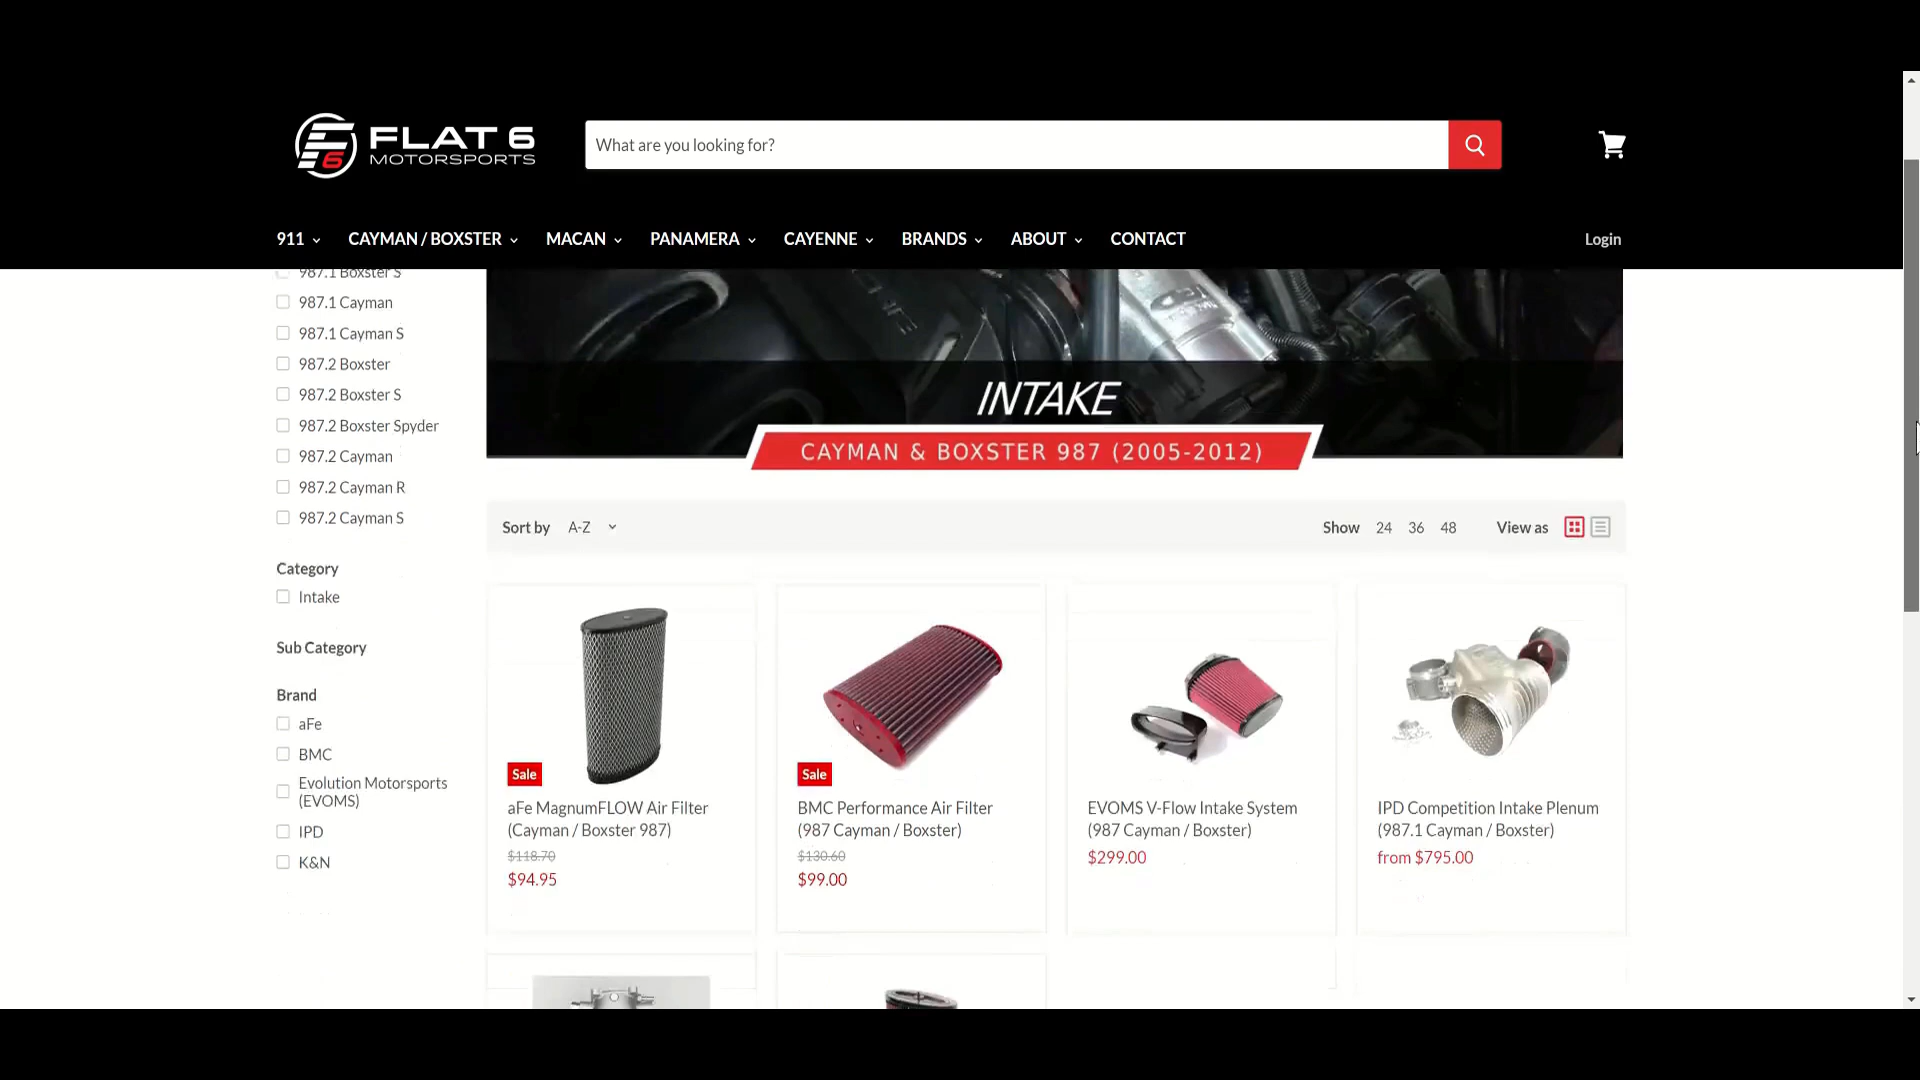 FLAT 6
MOTORSPORTS
What are you looking for?
911
CAYMAN / BOXSTER
MACAN
PANAMERA
CAYENNE
BRANDS
ABOUT
CONTACT
Login
987.1 Boxster S
987.1 Cayman
987.1 Cayman S
987.2 Boxster
987.2 Boxster S
987.2 Boxster Spyder
987.2 Cayman
987.2 Cayman R
987.2 Cayman S
Category
Intake
Sub Category
Brand
aFe
BMC
Evolution Motorsports
(EVOMS)
IPD
K&N
INTAKE
CAYMAN & BOXSTER 987 (2005-2012)
Sort by A-Z
Show 24 36 48
View as
Sale
aFe MagnumFLOW Air Filter
(Cayman / Boxster 987)
$118.70
$94.95
Sale
BMC Performance Air Filter
(987 Cayman / Boxster)
$130.60
$99.00
EVOMS V-Flow Intake System
(987 Cayman / Boxster)
$299.00
IPD Competition Intake Plenum
(987.1 Cayman / Boxster)
from $795.00